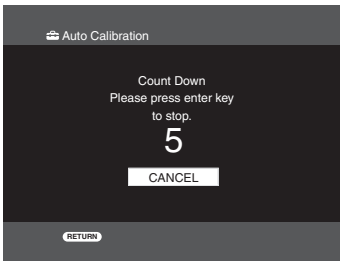 Auto Calibration
Count Down
Please press enter key
to stop.
5
CANCEL
RETURN